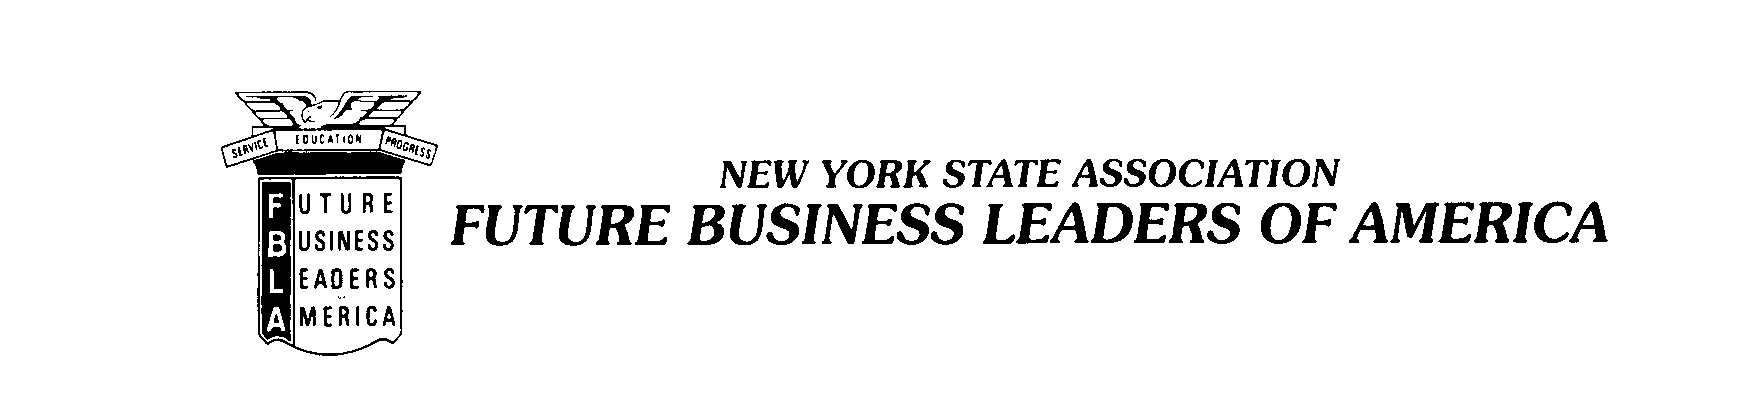 SERVICE EDUCATION PROGRESS
FUTURE
BUSINESS
LEADERS
AMERICA
NEW YORK STATE ASSOCIATION
FUTURE BUSINESS LEADERS OF AMERICA